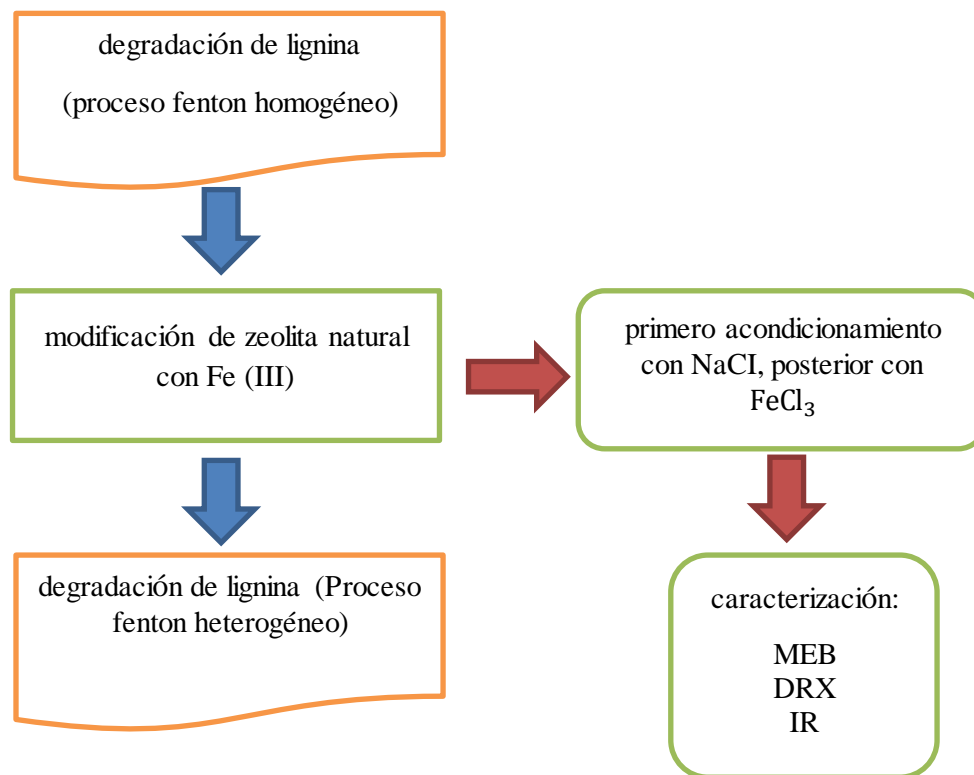 degradación de lignina
(proceso fenton homogéneo)
modificación de zeolita natural
con Fe (III)
primero acondicionamiento
con NaCI, posterior con
FeCl₃
degradación de lignina (Proceso
fenton heterogéneo)
caracterización:
MEB
DRX
IR